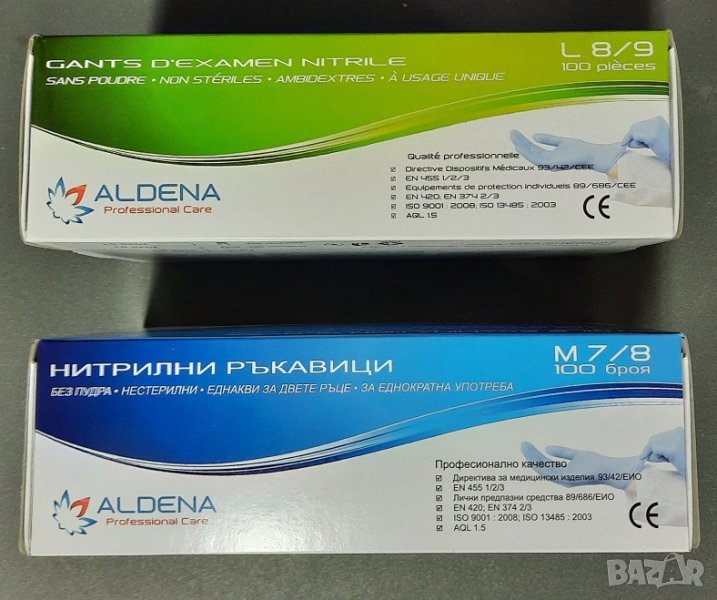 GANTS D'EXAMEN NITRILE
L 8/9
100 pièces
SANS POUDRE • NON STÉRILES • AMBIDEXTRES • À USAGE UNIQUE
Qualité professionnelle
Directive Dispositifs Médicaux 93/42/CEE
EN 455 1/2/3
Equipements de protection individuels 89/686/CEE
EN 420; EN 374 2/3
ISO 9001 : 2008; ISO 13485 : 2003
AQL 1.5
CE
ALDENA
Professional Care
НИТРИЛНИ РЪКАВИЦИ
M 7/8
100 броя
БЕЗ ПУДРА • НЕСТЕРИЛНИ • ЕДНАКВИ ЗА ДВЕТЕ РЪЦЕ • ЗА ЕДНОКРАТНА УПОТРЕБА
Професионално качество
Директива за медицински изделия 93/42/ЕИО
EN 455 1/2/3
Лични предпазни средства 89/686/ЕИО
EN 420; EN 374 2/3
ISO 9001 : 2008; ISO 13485 : 2003
AQL 1.5
CE
ALDENA
Professional Care
BAZAR